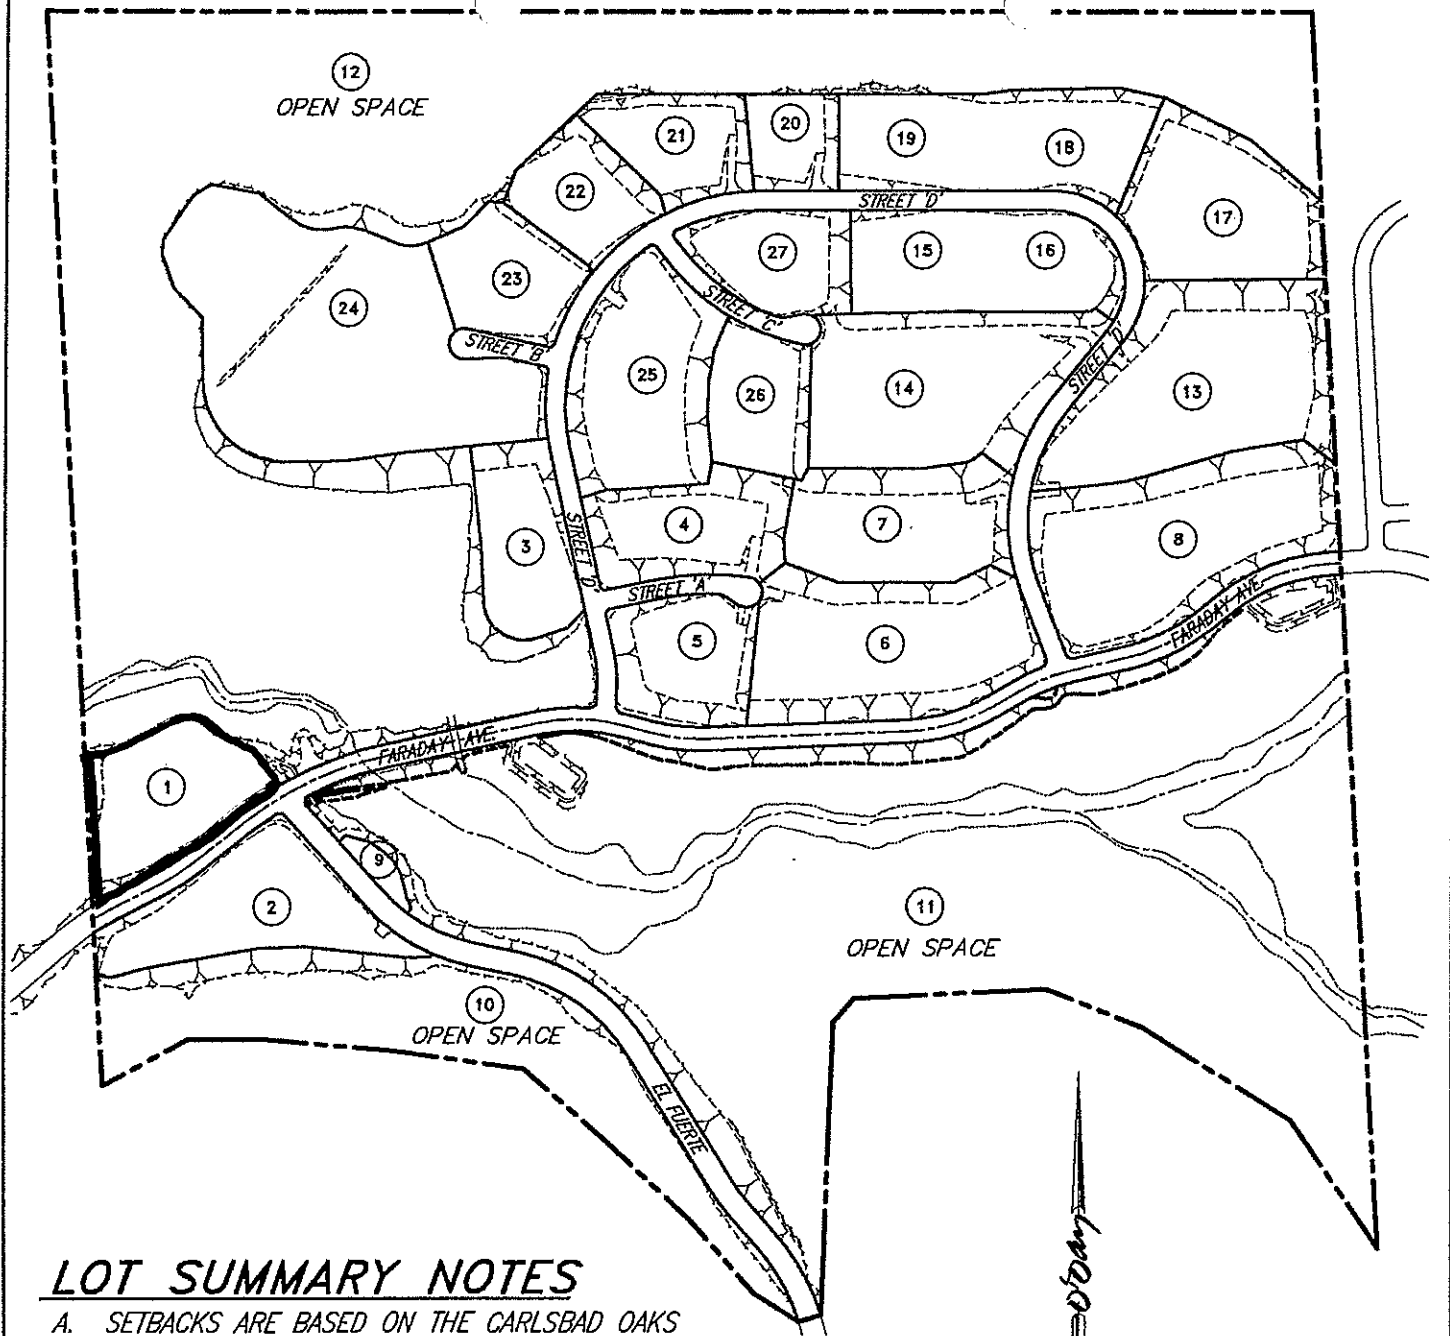 12
OPEN SPACE
21
20
19
18
22
17
STREET 'D'
27
15
16
23
24
STREET 'C'
STREET 'B'
STREET 'D'
25
26
14
13
4
7
8
3
STREET 'D'
STREET 'A'
5
6
FARADAY AVE.
FARADAY AVE.
1
9
2
11
OPEN SPACE
10
OPEN SPACE
EL FUERTE
LOT SUMMARY NOTES
A. SETBACKS ARE BASED ON THE CARLSBAD OAKS